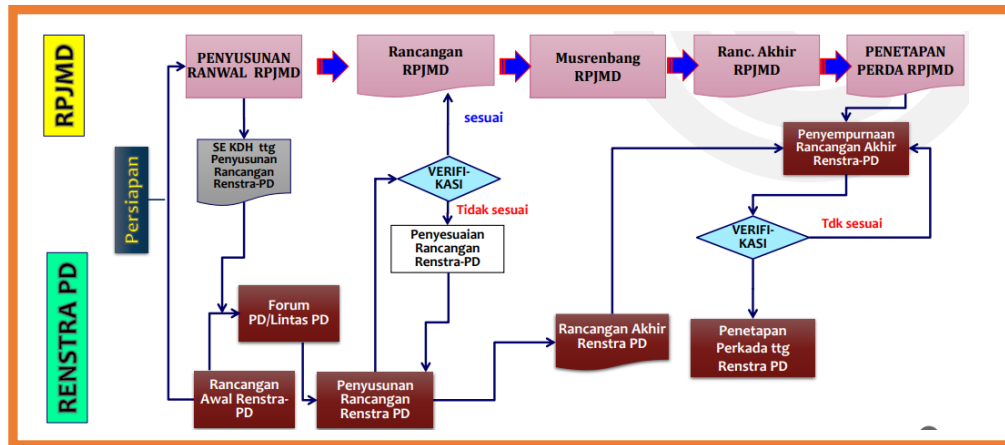 RPJMD
PENYUSUNAN
RANWAL RPJMD
Rancangan
RPJMD
Musrenbang
RPJMD
Ranc. Akhir
RPJMD
PENETAPAN
PERDA RPJMD
sesuai
Persiapan
SE KDH ttg
Penyusunan
Rancangan
Renstra-PD
VERIFI-
KASI
Tidak sesuai
Penyesuaian
Rancangan
Renstra-PD
Penyempurnaan
Rancangan Akhir
Renstra-PD
VERIFI-
KASI
Tdk sesuai
RENSTRA PD
Forum
PD/Lintas PD
Rancangan
Awal Renstra-
PD
Penyusunan
Rancangan
Renstra PD
Rancangan Akhir
Renstra PD
Penetapan
Perkada ttg
Renstra PD